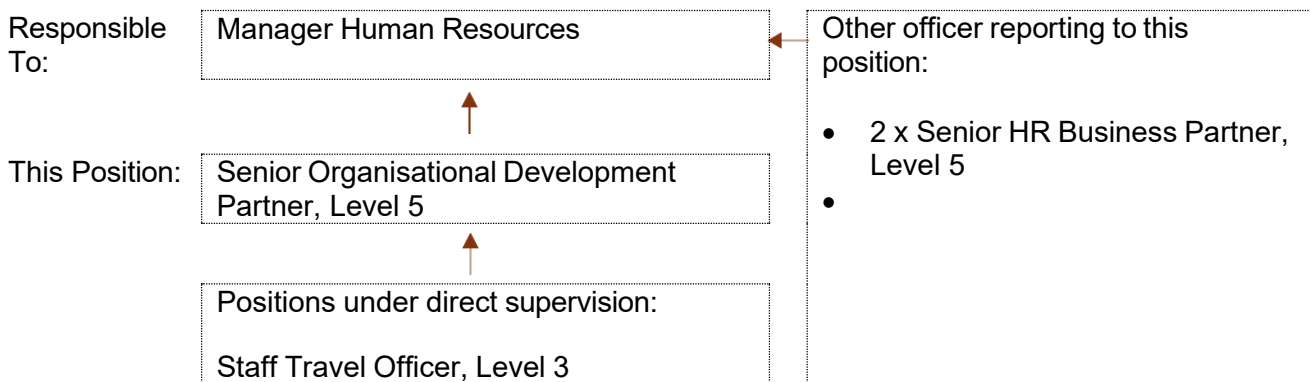 Responsible
To:
Manager Human Resources
Other officer reporting to this
position:
• 2 x Senior HR Business Partner,
Level 5
•
This Position:
Senior Organisational Development
Partner, Level 5
Positions under direct supervision:
Staff Travel Officer, Level 3